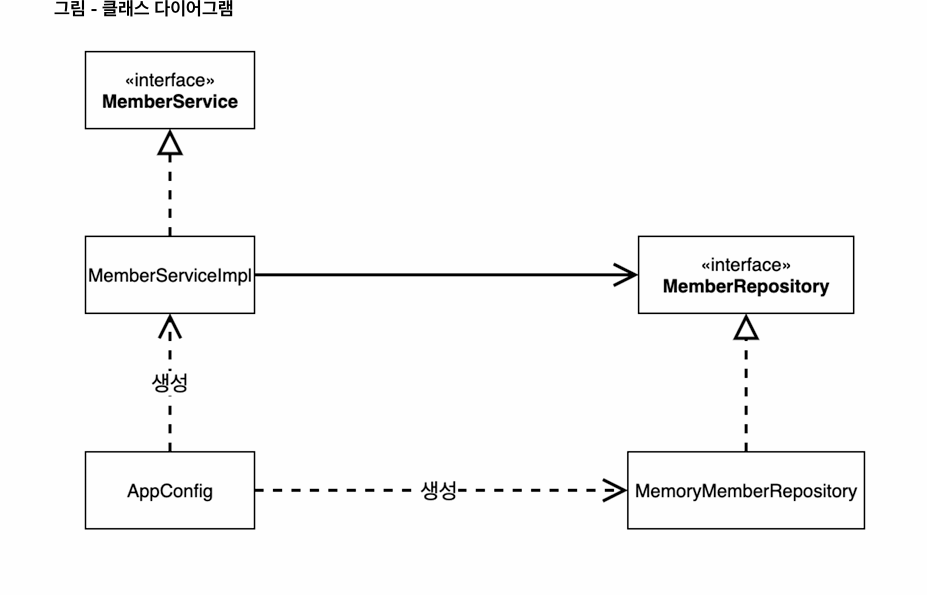 그림 - 클래스 다이어그램
«interface»
MemberService
MemberServiceImpl
«interface»
MemberRepository
생성
AppConfig
생성
MemoryMemberRepository